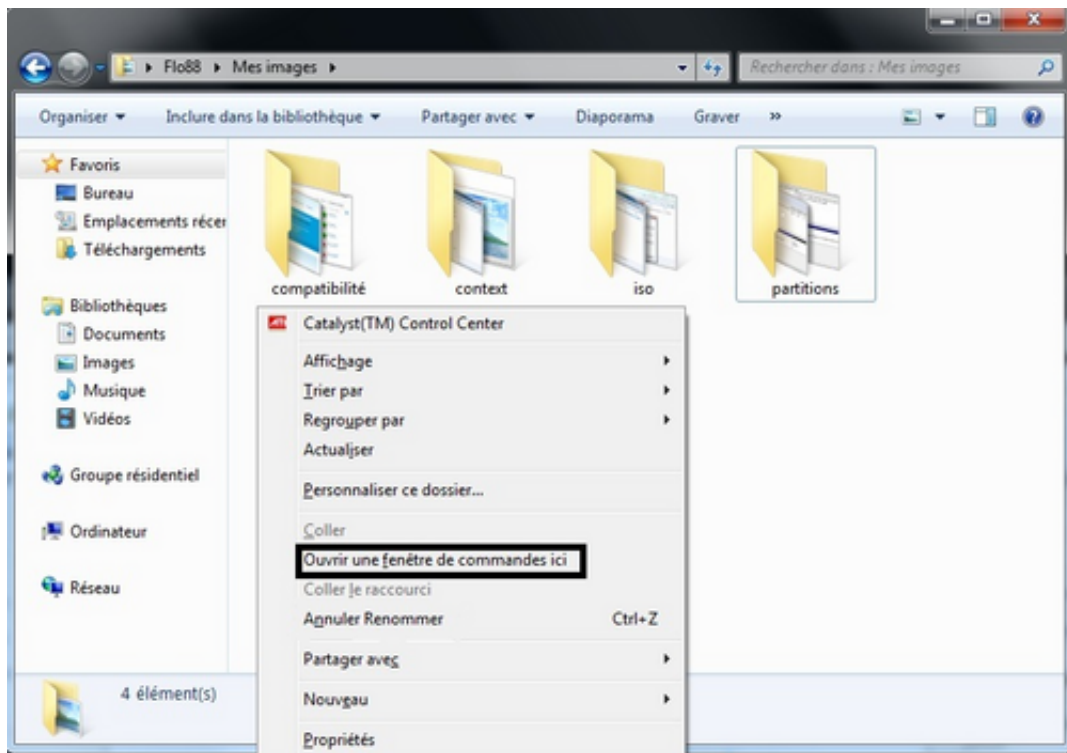 Flo88 ▸ Mes images ▸
Rechercher dans : Mes images
Organiser
Inclure dans la bibliothèque
Partager avec
Diaporama
Graver
»
Favoris
Bureau
Emplacements récer
Téléchargements
Bibliothèques
Documents
Images
Musique
Vidéos
Groupe résidentiel
Ordinateur
Réseau
compatibilité
context
iso
partitions
Catalyst(TM) Control Center
Affichage
Trier par
Regrouper par
Actualiser
Personnaliser ce dossier...
Coller
Ouvrir une fenêtre de commandes ici
Coller le raccourci
Annuler Renommer Ctrl+Z
Partager avec
Nouveau
Propriétés
4 élément(s)